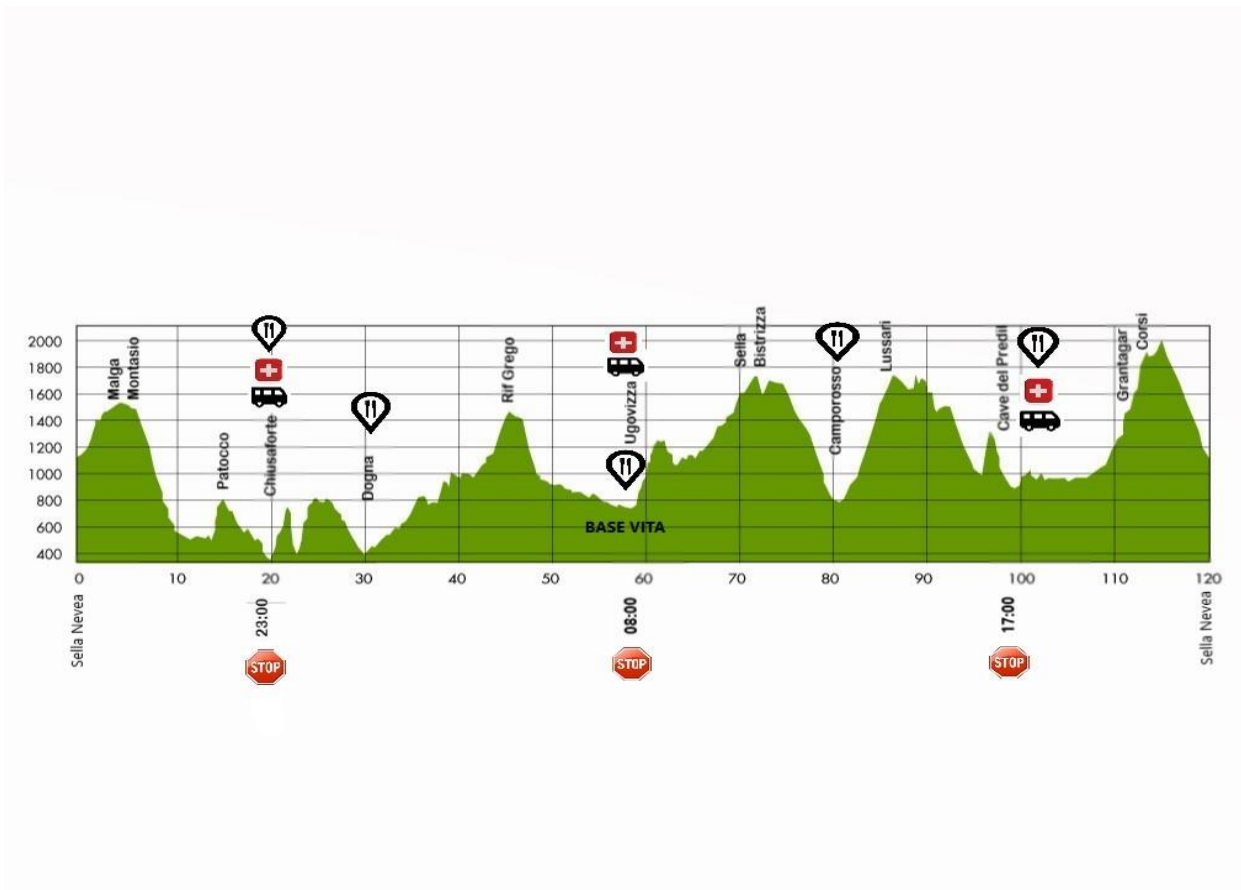 2000
1800
1600
1400
1200
1000
800
600
400
Malga
Montasio
Patocco
Chiusaforte
Dogna
Rif Grego
Ugovizza
BASE VITA
Sella
Bistrizza
Camporosso
Lussari
Cave del Predil
Grantagar
Corsi
0 10 20 30 40 50 60 70 80 90 100 110 120
Sella Nevea
23:00
08:00
17:00
Sella Nevea
STOP
STOP
STOP